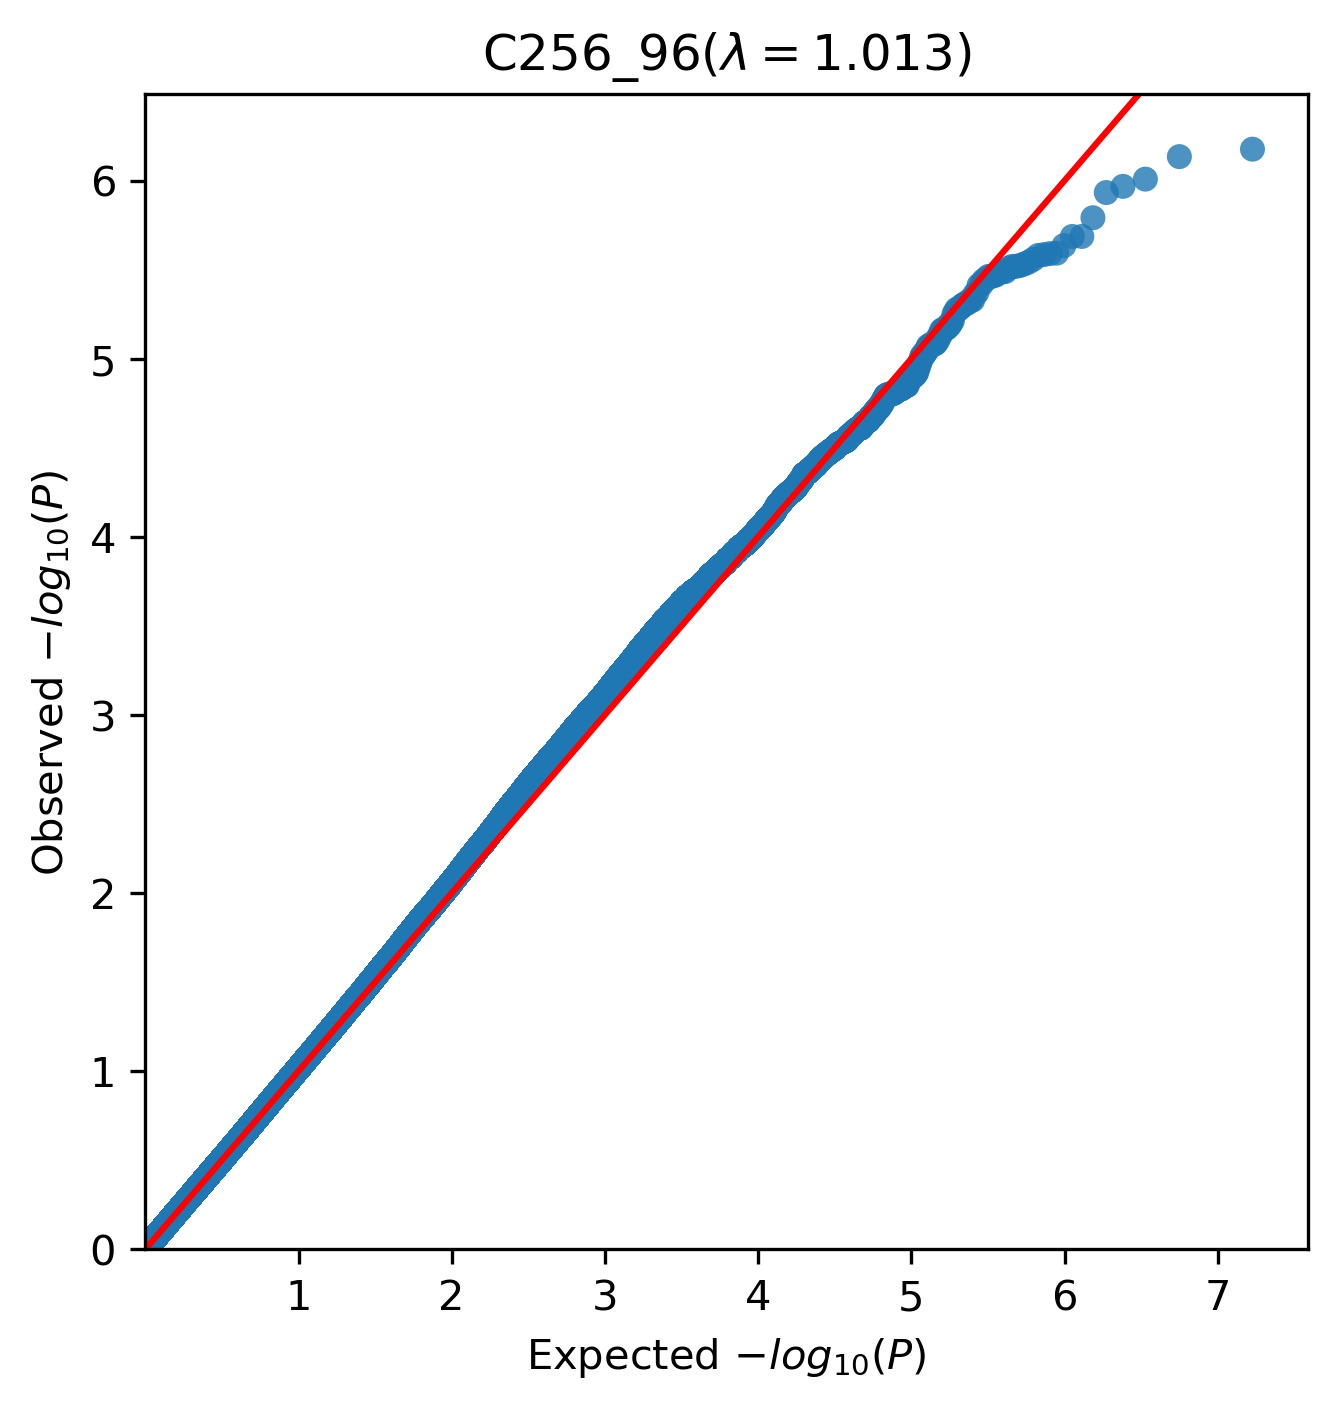 C256_96(λ = 1.013)
Observed −log10(P)
6
5
4
3
2
1
0
1 2 3 4 5 6 7
Expected −log10(P)